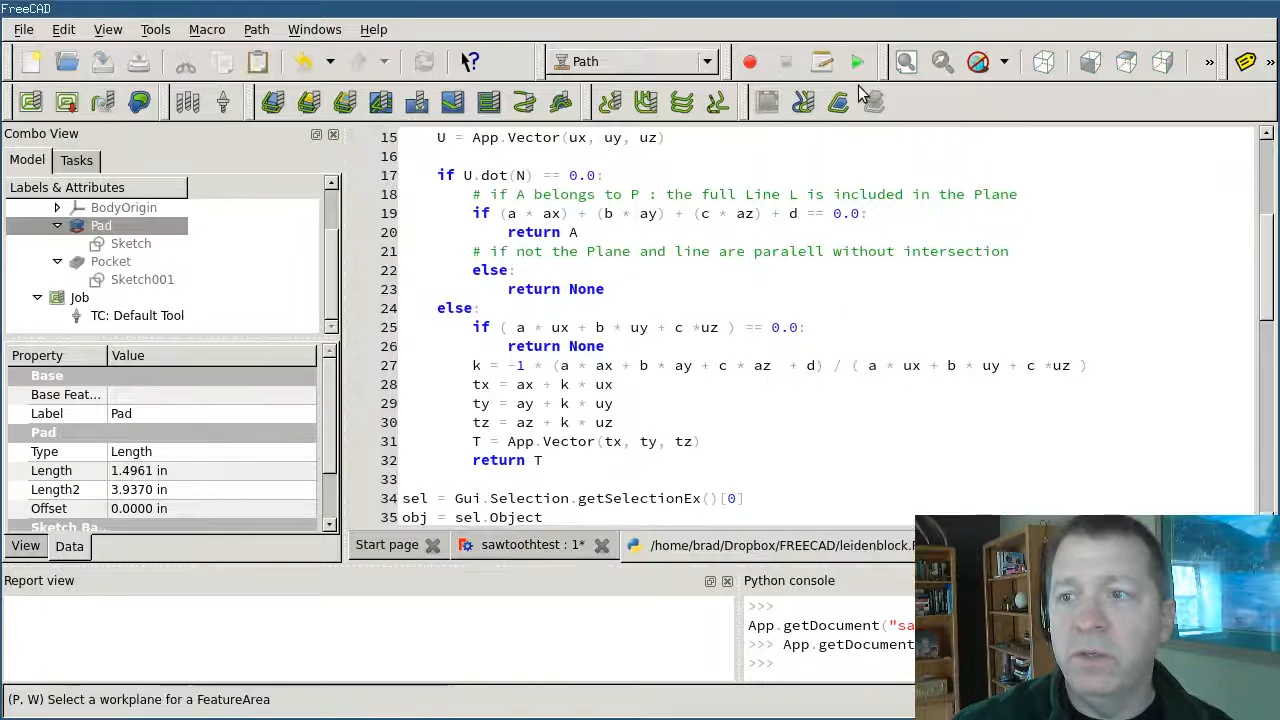 FreeCAD
File Edit View Tools Macro Path Windows Help
Path
»
»
Combo View
Model Tasks
Labels & Attributes
BodyOrigin
Pad
Sketch
Pocket
Sketch001
Job
TC: Default Tool
Property Value
Base
Base Feat...
Label Pad
Pad
Type Length
Length 1.4961 in
Length2 3.9370 in
Offset 0.0000 in
Sketch Ba...
View Data
15 U = App.Vector(ux, uy, uz)
16
17 if U.dot(N) == 0.0:
18 # if A belongs to P : the full Line L is included in the Plane
19 if (a * ax) + (b * ay) + (c * az) + d == 0.0:
20 return A
21 # if not the Plane and line are paralell without intersection
22 else:
23 return None
24 else:
25 if ( a * ux + b * uy + c *uz ) == 0.0:
26 return None
27 k = -1 * (a * ax + b * ay + c * az  + d) / ( a * ux + b * uy + c *uz )
28 tx = ax + k * ux
29 ty = ay + k * uy
30 tz = az + k * uz
31 T = App.Vector(tx, ty, tz)
32 return T
33
34 sel = Gui.Selection.getSelectionEx()[0]
35 obj = sel.Object
Start page sawtoothtest : 1* /home/brad/Dropbox/FREECAD/leidenblock.
Report view
Python console
>>>
App.getDocument("sa
>>> App.getDocument
>>>
(P, W) Select a workplane for a FeatureArea